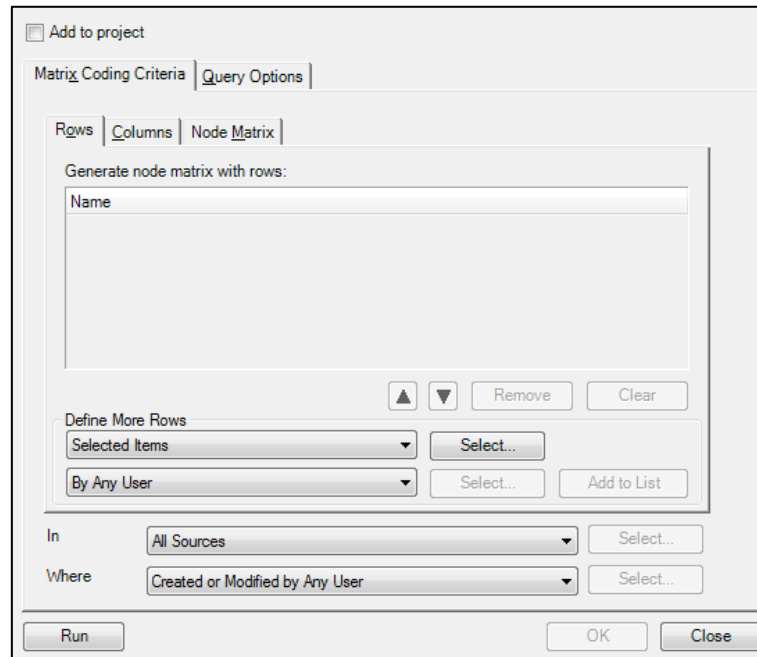 Add to project
Matrix Coding Criteria Query Options
Rows Columns Node Matrix
Generate node matrix with rows:
Name
Remove Clear
Define More Rows
Selected Items Select...
By Any User Select... Add to List
In All Sources Select...
Where Created or Modified by Any User Select...
Run OK Close